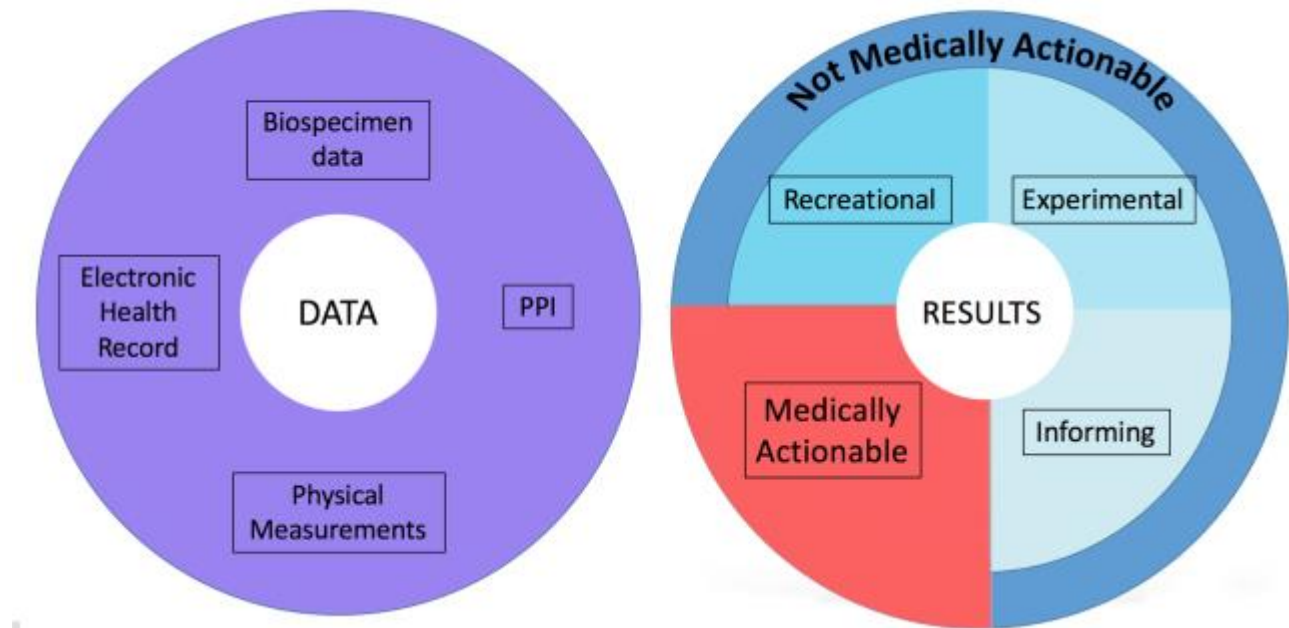 Biospecimen
data
Electronic
Health
Record
DATA
PPI
Physical
Measurements
Not Medically Actionable
Recreational
Experimental
RESULTS
Medically
Actionable
Informing